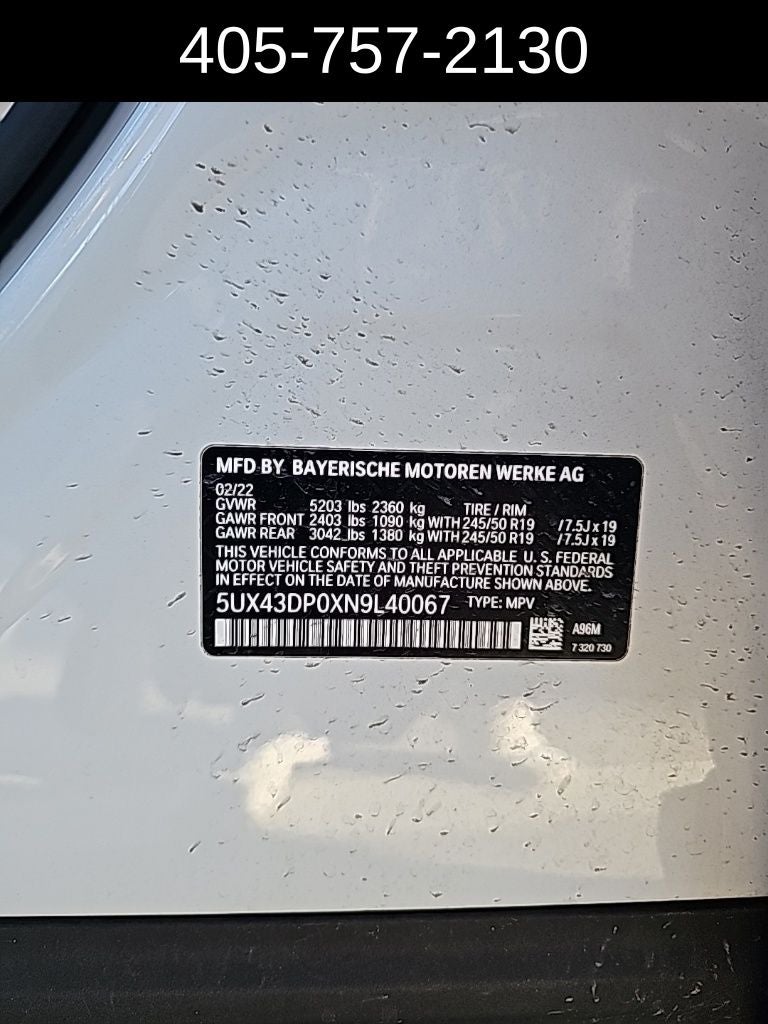 405-757-2130
MFD BY BAYERISCHE MOTOREN WERKE AG
02/22
GVWR 5203 lbs 2360 kg TIRE / RIM
GAWR FRONT 2403 lbs 1090 kg WITH 245/50 R19 /7.5J x 19
GAWR REAR 3042 lbs 1380 kg WITH 245/50 R19 /7.5J x 19
THIS VEHICLE CONFORMS TO ALL APPLICABLE U.S. FEDERAL
MOTOR VEHICLE SAFETY AND THEFT PREVENTION STANDARDS
IN EFFECT ON THE DATE OF MANUFACTURE SHOWN ABOVE.
5UX43DP0XN9L40067 TYPE: MPV
A96M
7 320 730